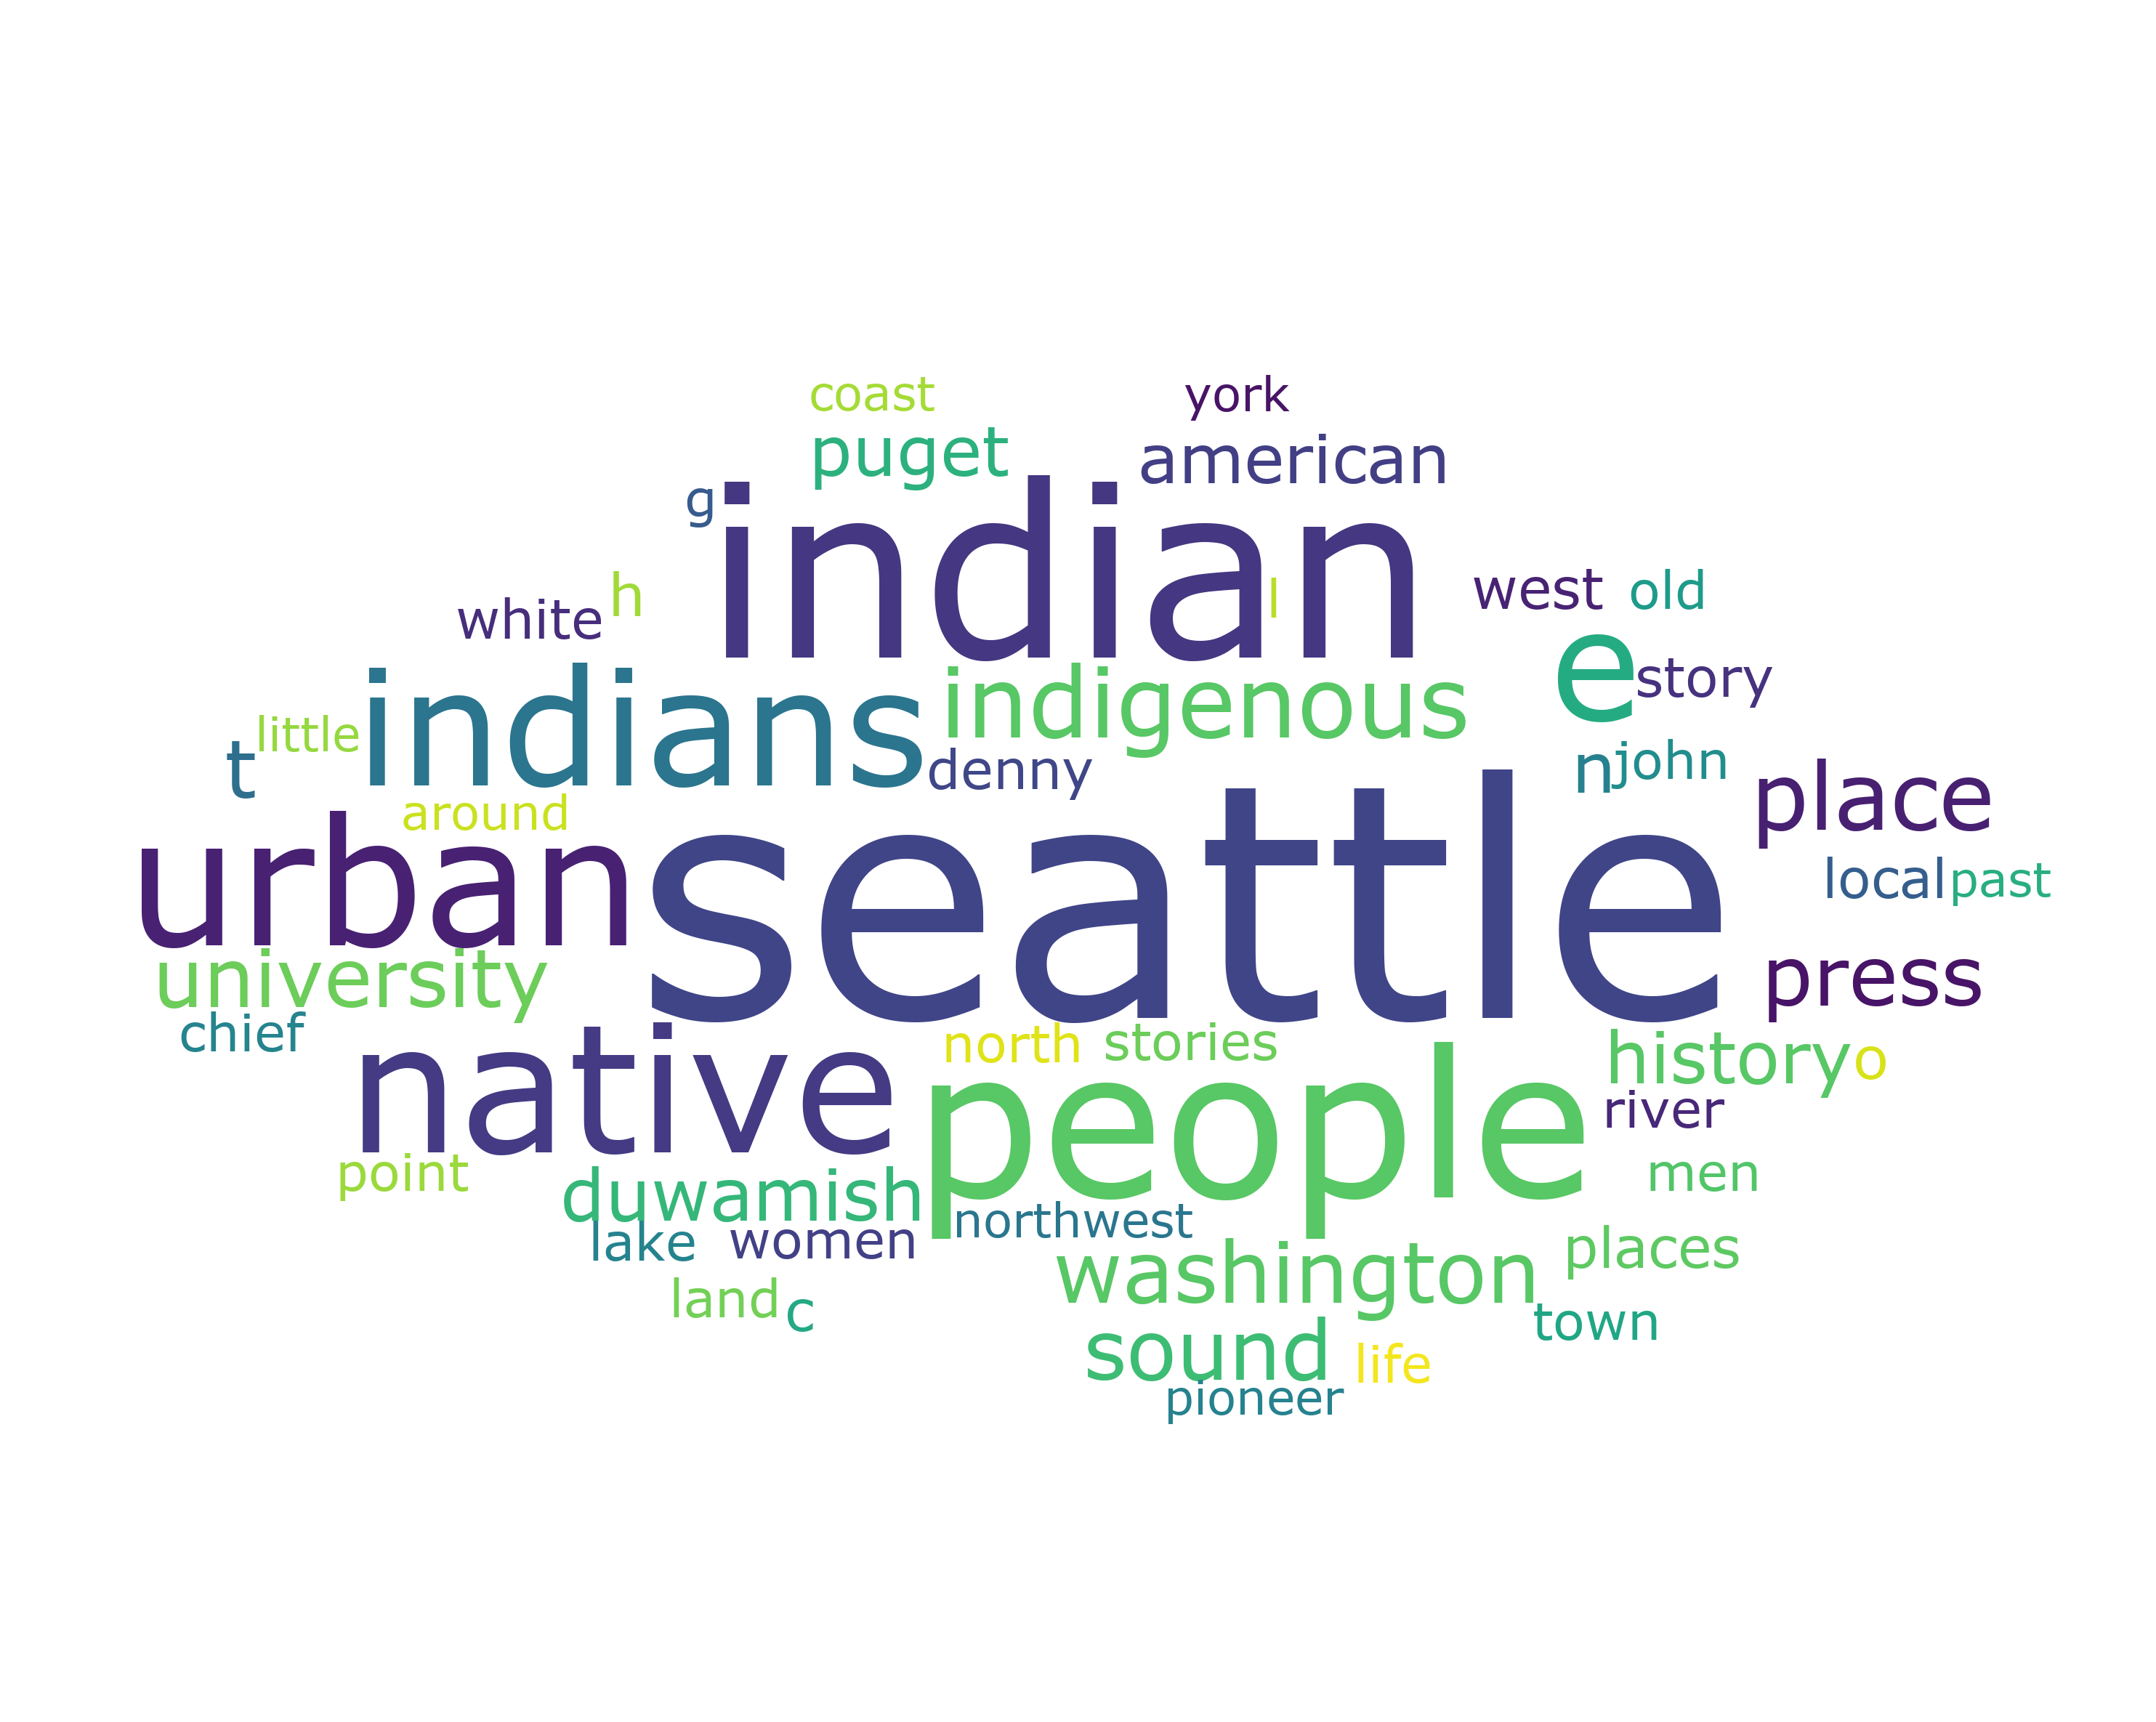 coast york
puget american
g indian
white h l west old
indians indigenous e story
t little denny n john place
around
urban seattle local past
university press
chief north stories history o
native people river
point men
duwamish northwest
lake women washington places
land c town
sound life
pioneer